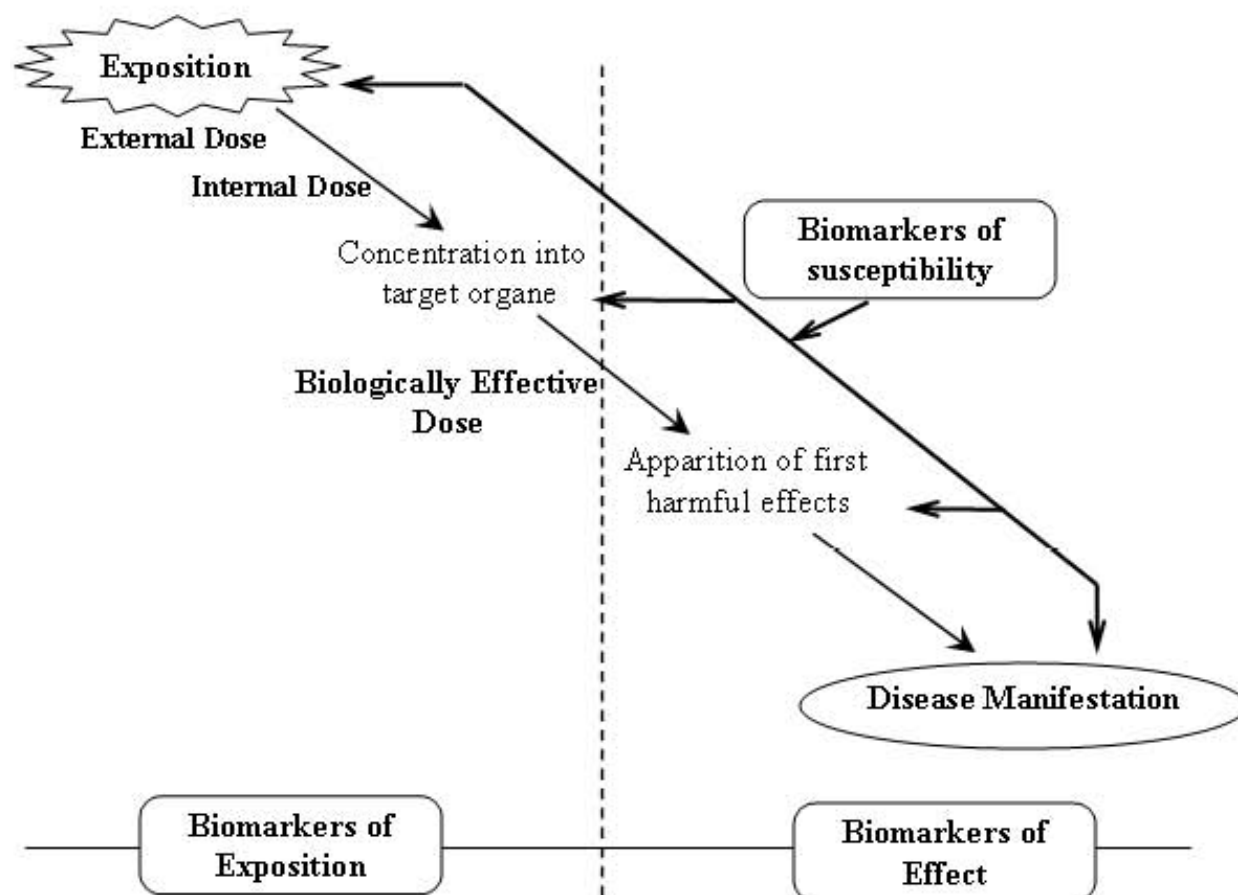 Exposition
External Dose
Internal Dose
Concentration into
target organe
Biomarkers of
susceptibility
Biologically Effective
Dose
Apparition of first
harmful effects
Disease Manifestation
Biomarkers of
Exposition
Biomarkers of
Effect